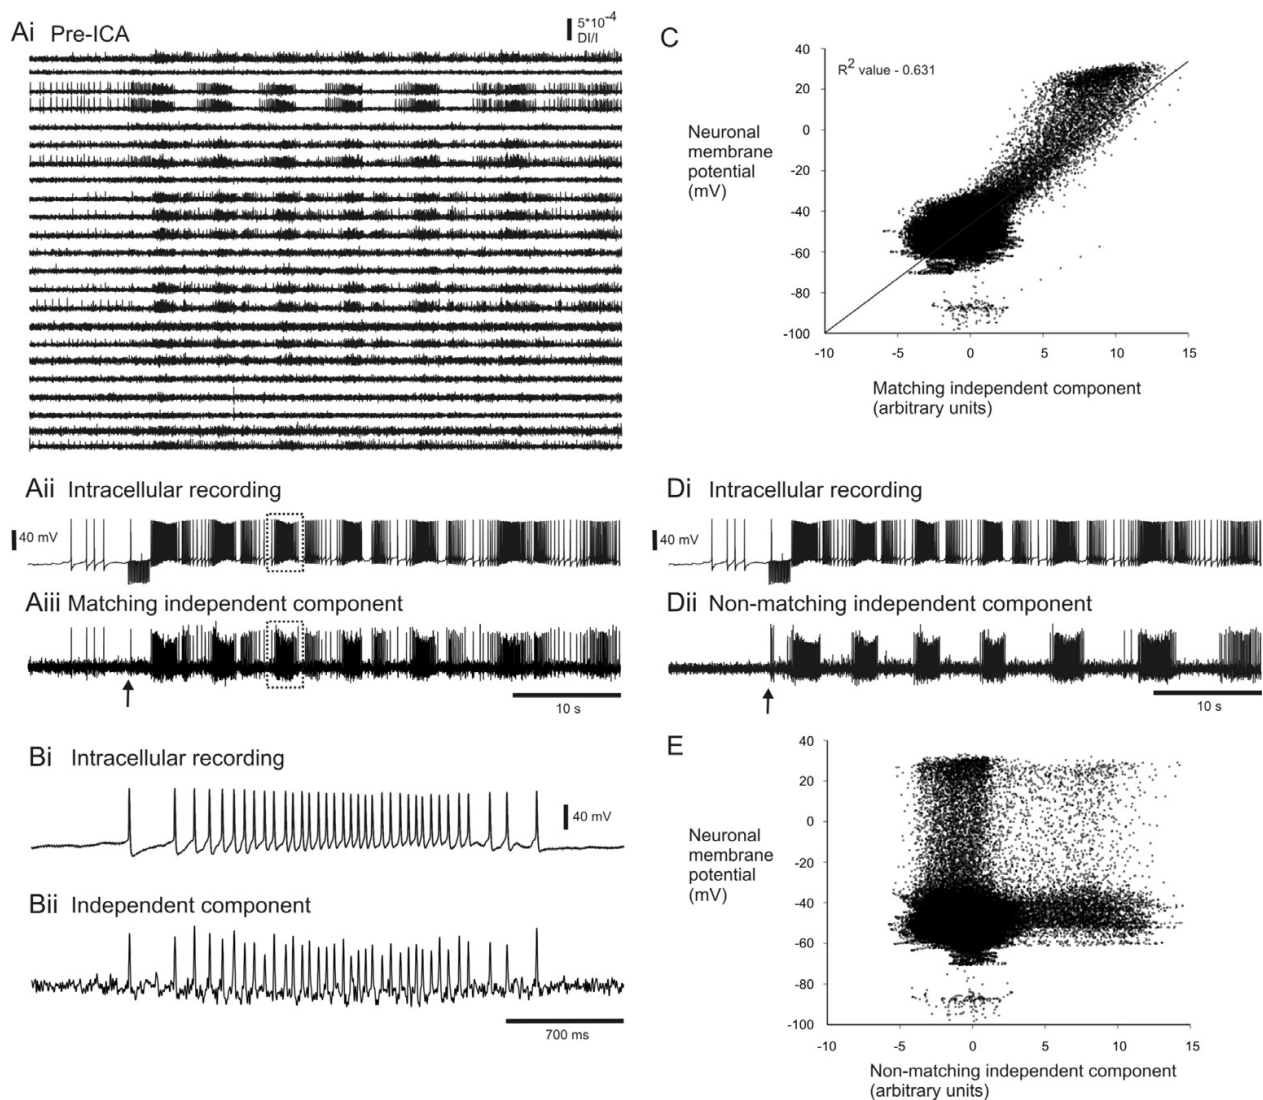 Ai Pre-ICA
5*10-4
DI/I
Aii Intracellular recording
40 mV
Aiii Matching independent component
10 s
Bi Intracellular recording
40 mV
Bii Independent component
700 ms
C
R2 value - 0.631
40
20
0
-20
-40
-60
-80
-100
Neuronal
membrane
potential
(mV)
-10 -5 0 5 10 15
Matching independent component
(arbitrary units)
Di Intracellular recording
40 mV
Dii Non-matching independent component
10 s
E
40
20
0
-20
-40
-60
-80
-100
Neuronal
membrane
potential
(mV)
-10 -5 0 5 10 15
Non-matching independent component
(arbitrary units)